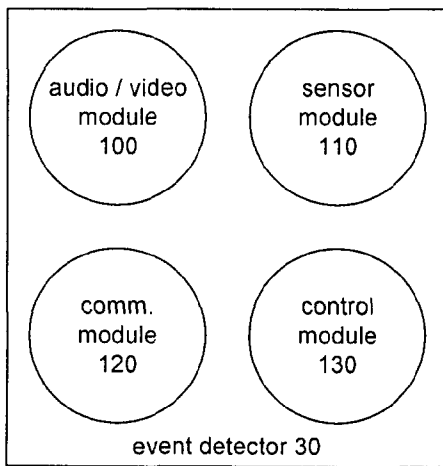 audio / video
module
100
sensor
module
110
comm.
module
120
control
module
130
event detector 30